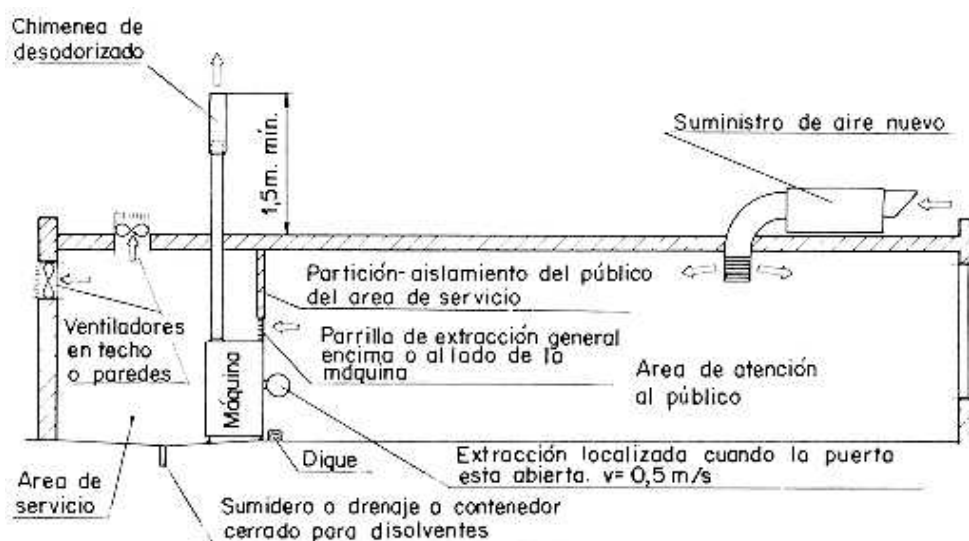 Chimenea de
desodorizado
1,5m. mín.
Suministro de aire nuevo
Partición-aislamiento del público
del area de servicio
Ventiladores
en techo
o paredes
Parrilla de extracción general
encima o al lado de la
máquina
Máquina
Area de atención
al público
Dique
Extracción localizada cuando la puerta
esta abierta. v= 0,5 m/s
Area de
servicio
Sumidero o drenaje a contenedor
cerrado para disolventes